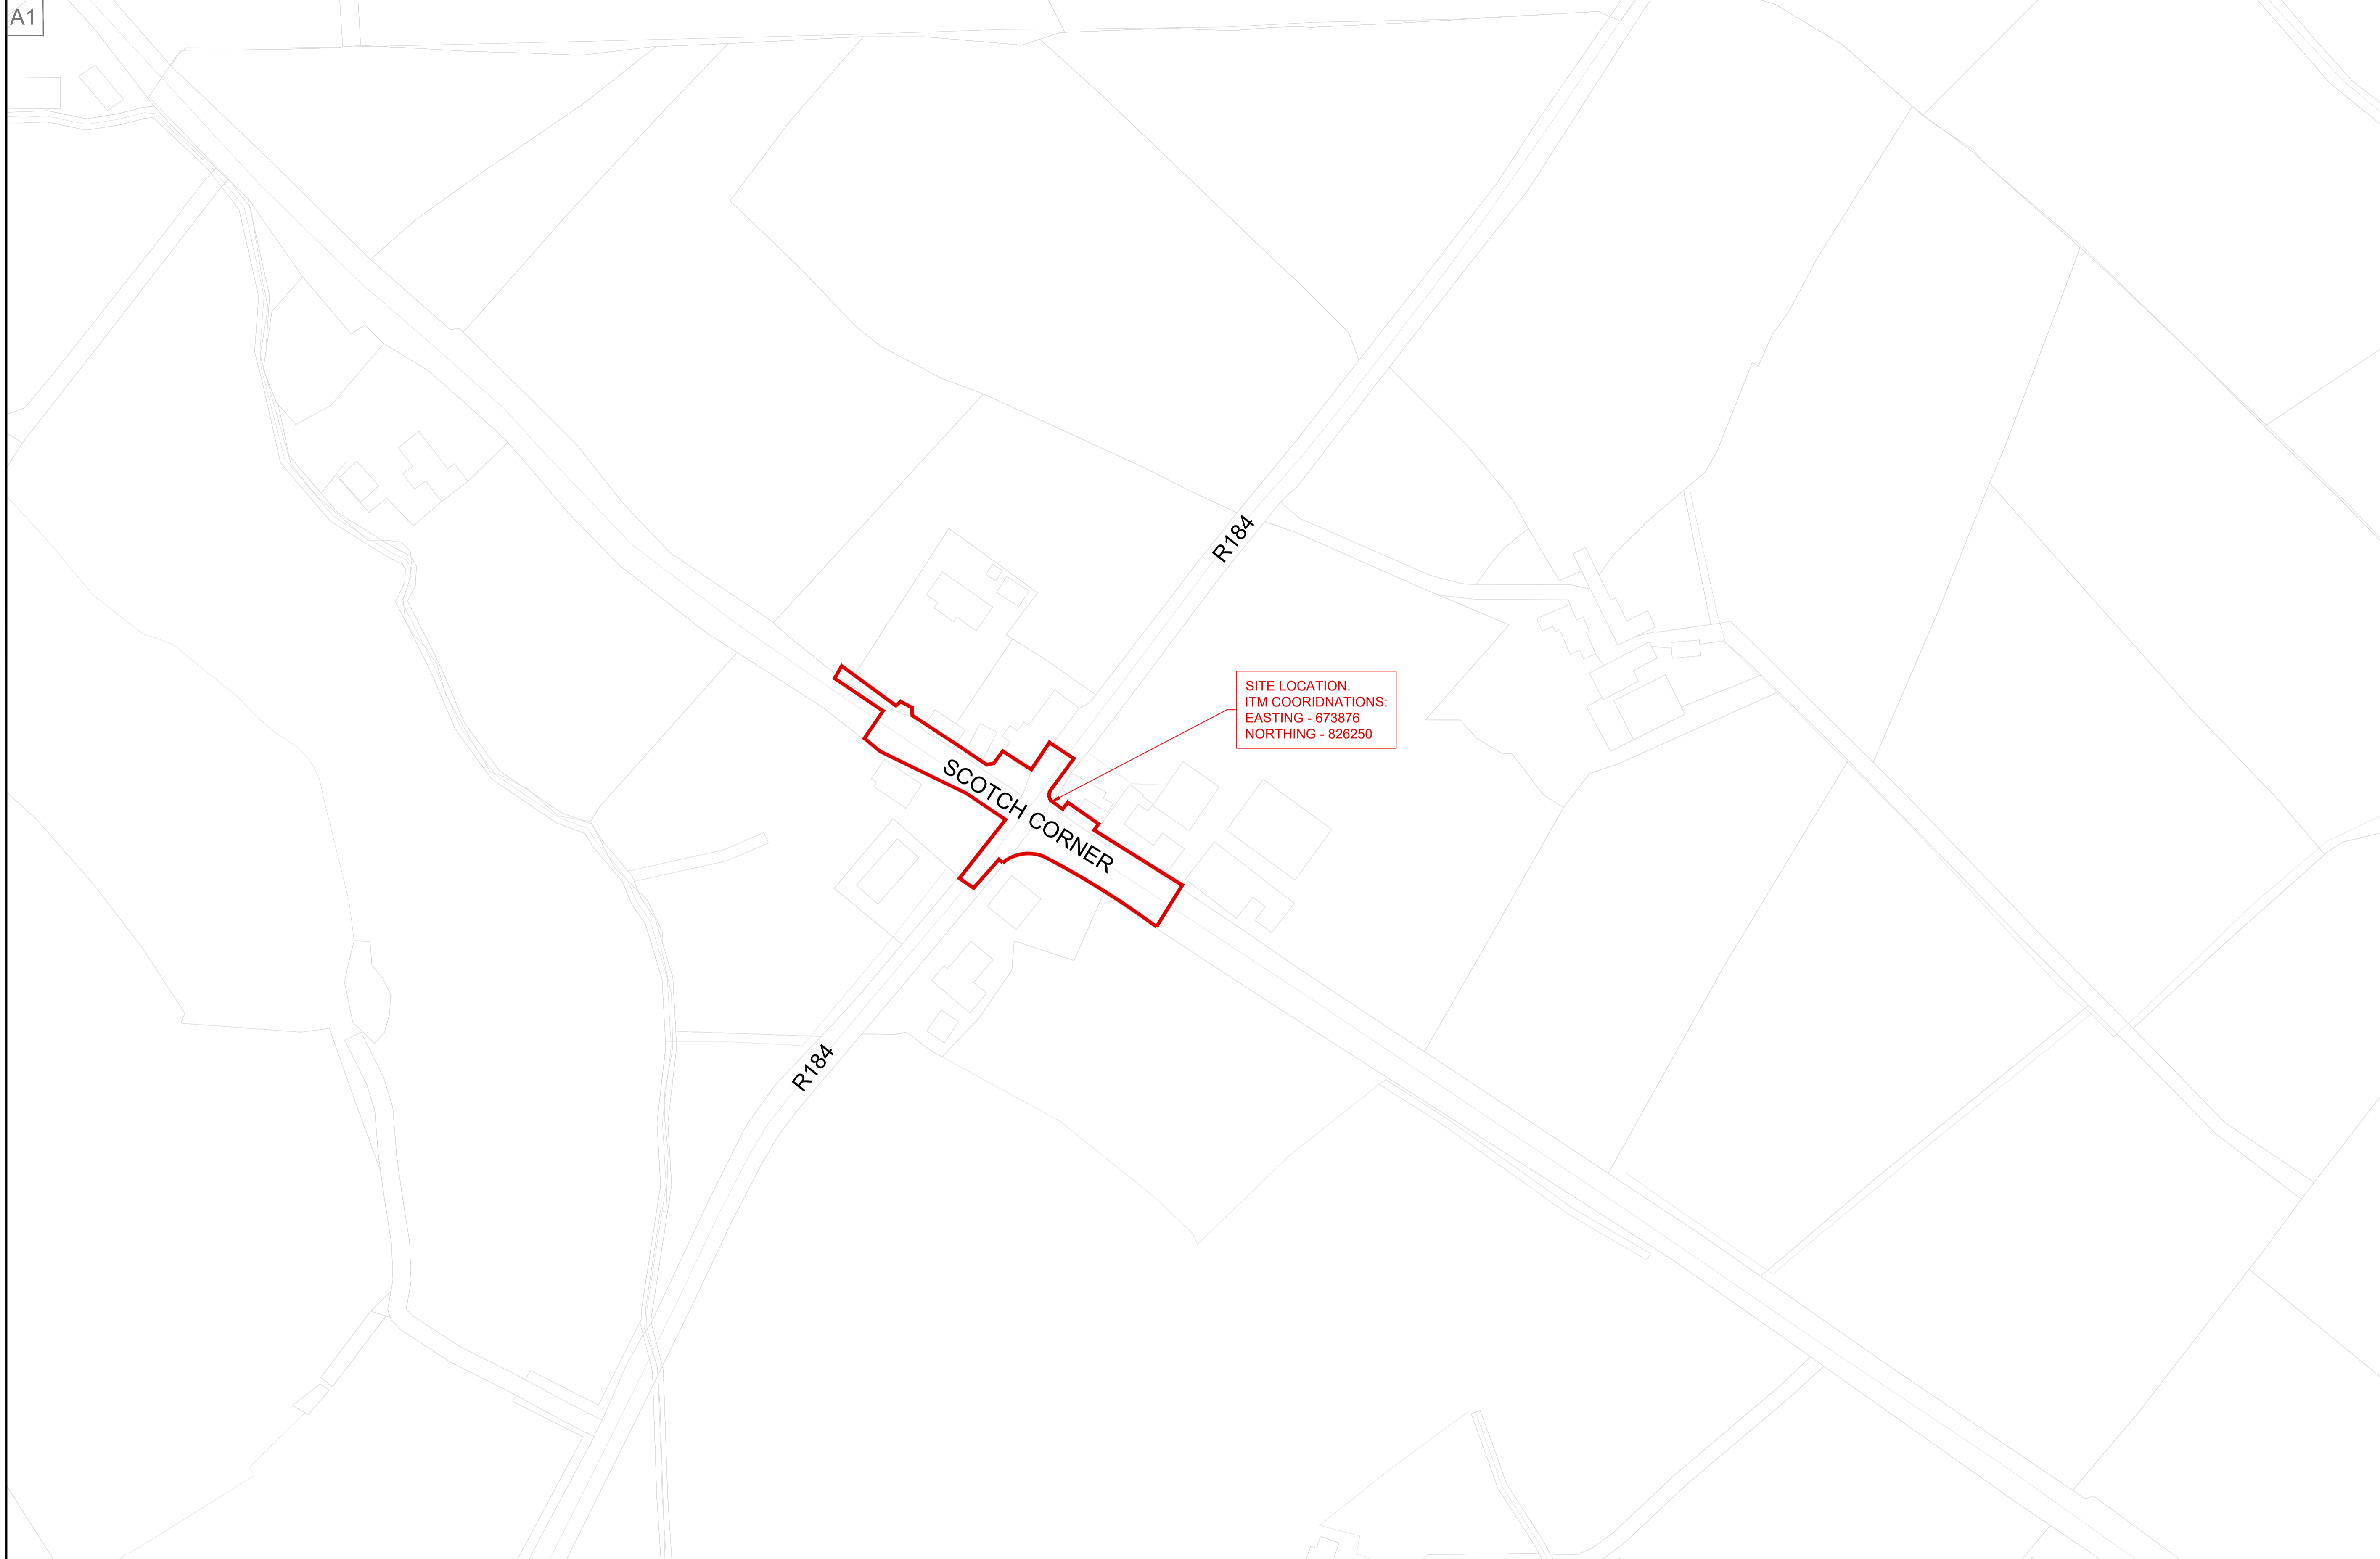 A1
R184
SITE LOCATION.
ITM COORIDNATIONS:
EASTING - 673876
NORTHING - 826250
SCOTCH CORNER
R184